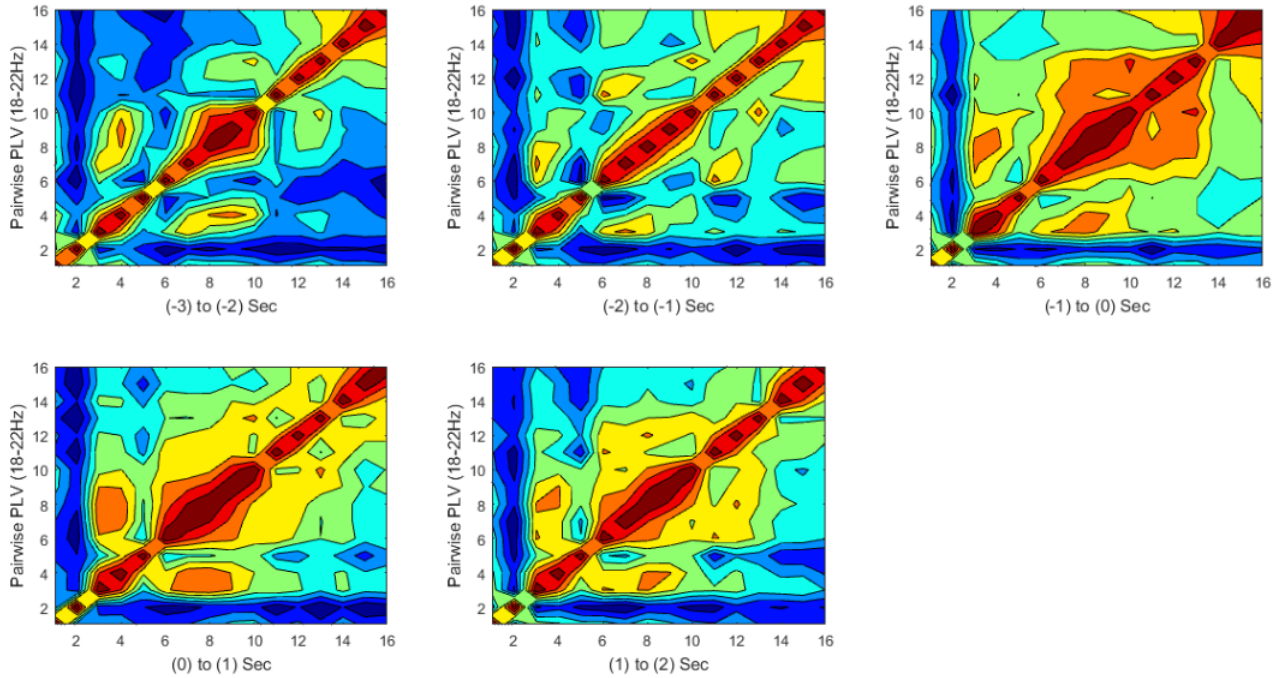 Pairwise PLV (18-22Hz)
16
14
12
10
8
6
4
2
2 4 6 8 10 12 14 16
(-3) to (-2) Sec
Pairwise PLV (18-22Hz)
16
14
12
10
8
6
4
2
2 4 6 8 10 12 14 16
(-2) to (-1) Sec
Pairwise PLV (18-22Hz)
16
14
12
10
8
6
4
2
2 4 6 8 10 12 14 16
(-1) to (0) Sec
Pairwise PLV (18-22Hz)
16
14
12
10
8
6
4
2
2 4 6 8 10 12 14 16
(0) to (1) Sec
Pairwise PLV (18-22Hz)
16
14
12
10
8
6
4
2
2 4 6 8 10 12 14 16
(1) to (2) Sec